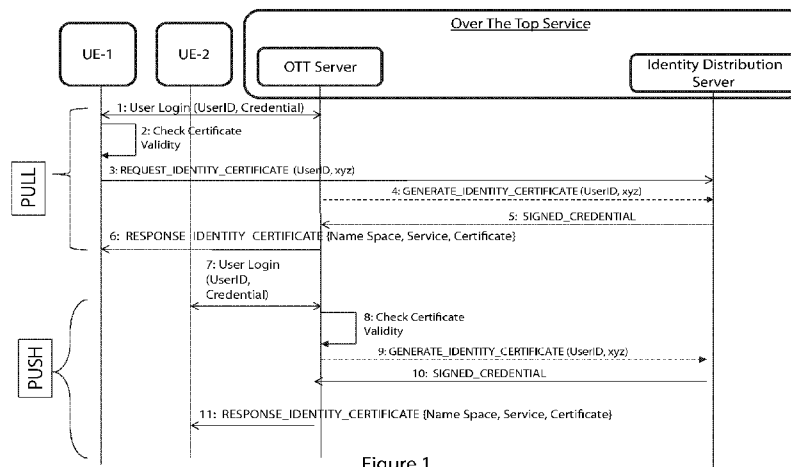 Over The Top Service
UE-1
UE-2
OTT Server
Identity Distribution
Server
1: User Login (UserID, Credential)
2: Check Certificate
Validity
3: REQUEST_IDENTITY_CERTIFICATE (UserID, xyz)
4: GENERATE_IDENTITY_CERTIFICATE (UserID, xyz)
5: SIGNED_CREDENTIAL
6: RESPONSE_IDENTITY_CERTIFICATE {Name Space, Service, Certificate}
PULL
7: User Login
(UserID,
Credential)
8: Check Certificate
Validity
9: GENERATE_IDENTITY_CERTIFICATE (UserID, xyz)
10: SIGNED_CREDENTIAL
PUSH
11: RESPONSE_IDENTITY_CERTIFICATE {Name Space, Service, Certificate}
Figure 1